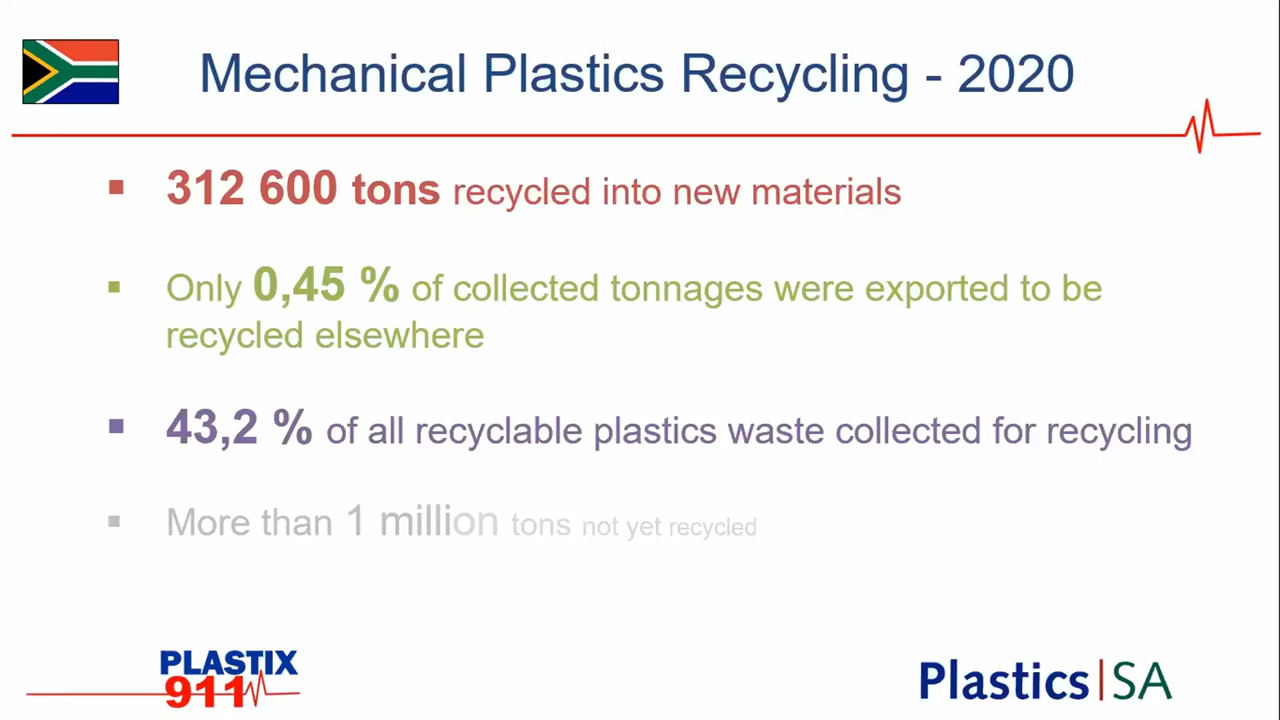 Mechanical Plastics Recycling - 2020
▪ 312 600 tons recycled into new materials
▪ Only 0,45 % of collected tonnages were exported to be
recycled elsewhere
▪ 43,2 % of all recyclable plastics waste collected for recycling
▪ More than 1 million tons not yet recycled
PLASTIX
911
Plastics|SA